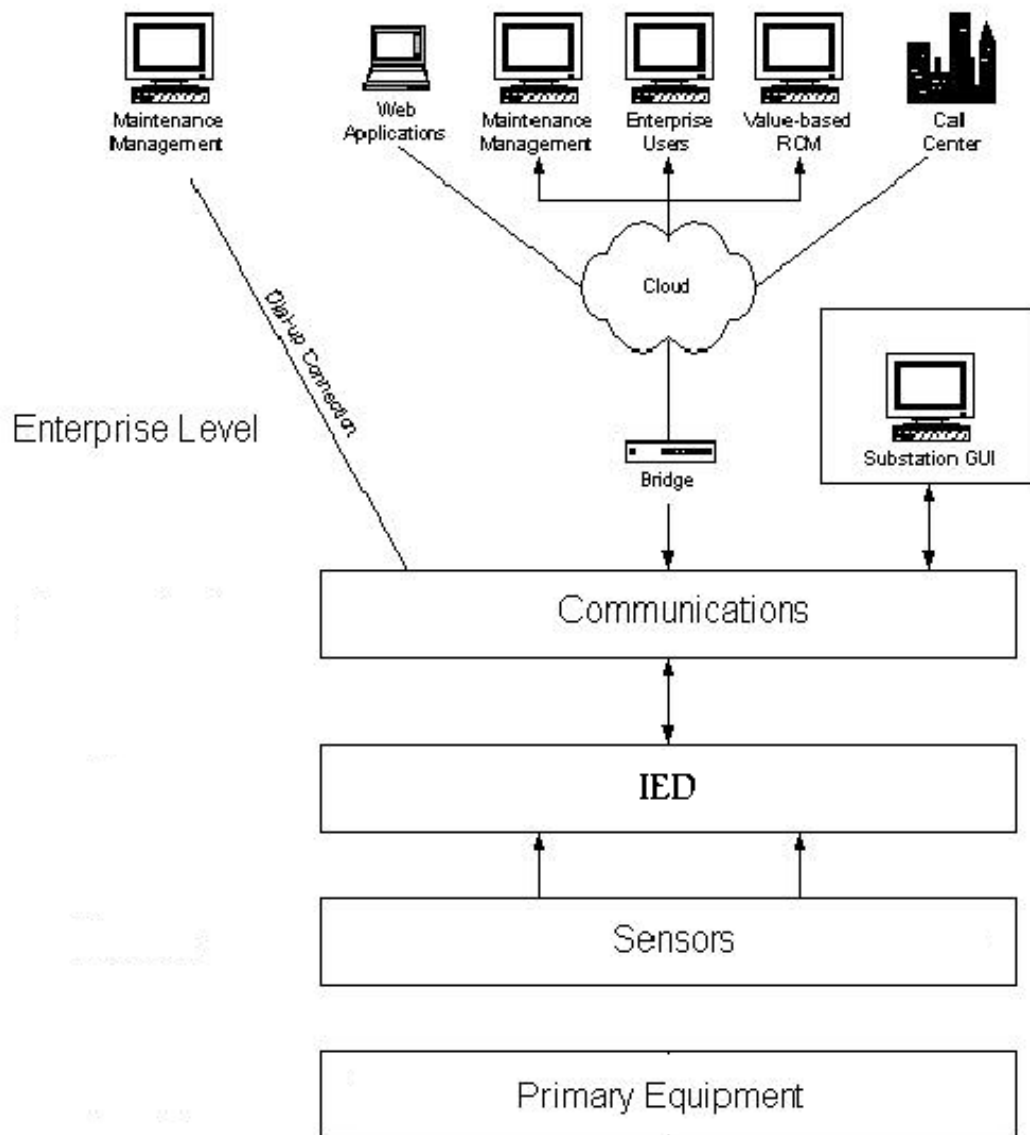 Maintenance
Management
Web
Applications
Maintenance
Management
Enterprise
Users
Value-based
RCM
Call
Center
Cloud
Dial-up Connection
Enterprise Level
Bridge
Substation GUI
Communications
IED
Sensors
Primary Equipment